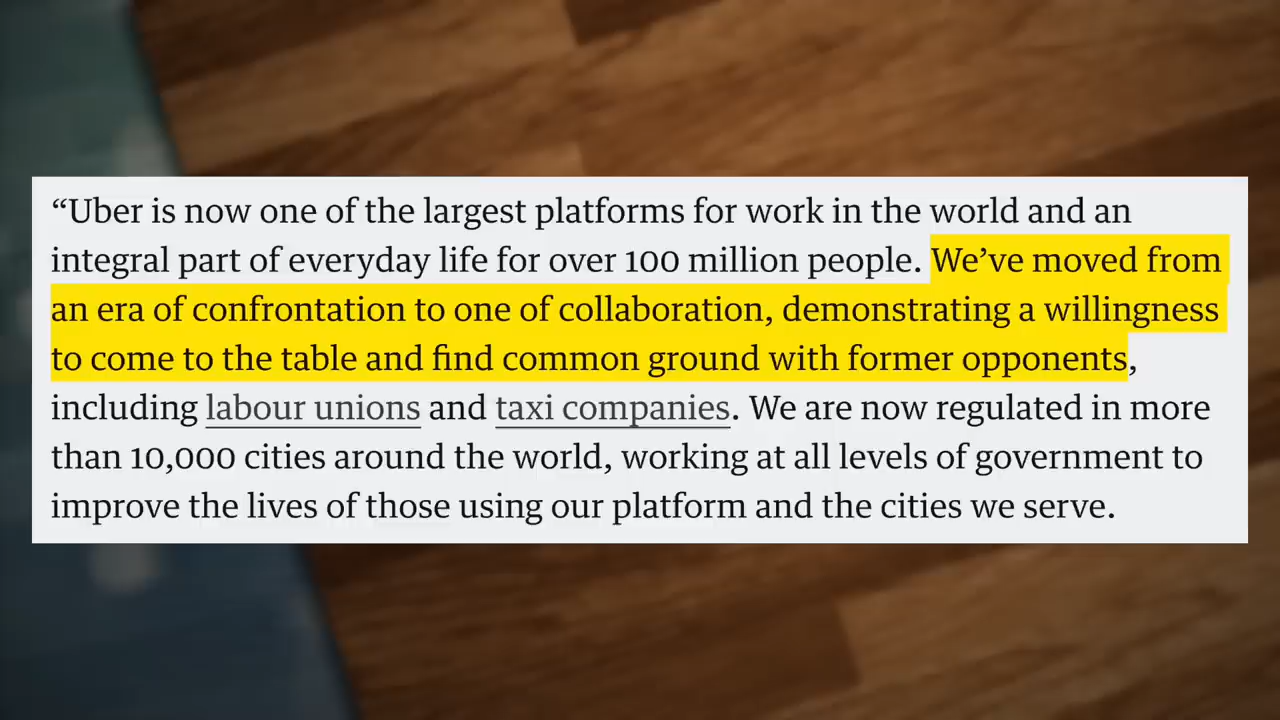 “Uber is now one of the largest platforms for work in the world and an
integral part of everyday life for over 100 million people. We’ve moved from
an era of confrontation to one of collaboration, demonstrating a willingness
to come to the table and find common ground with former opponents,
including labour unions and taxi companies. We are now regulated in more
than 10,000 cities around the world, working at all levels of government to
improve the lives of those using our platform and the cities we serve.